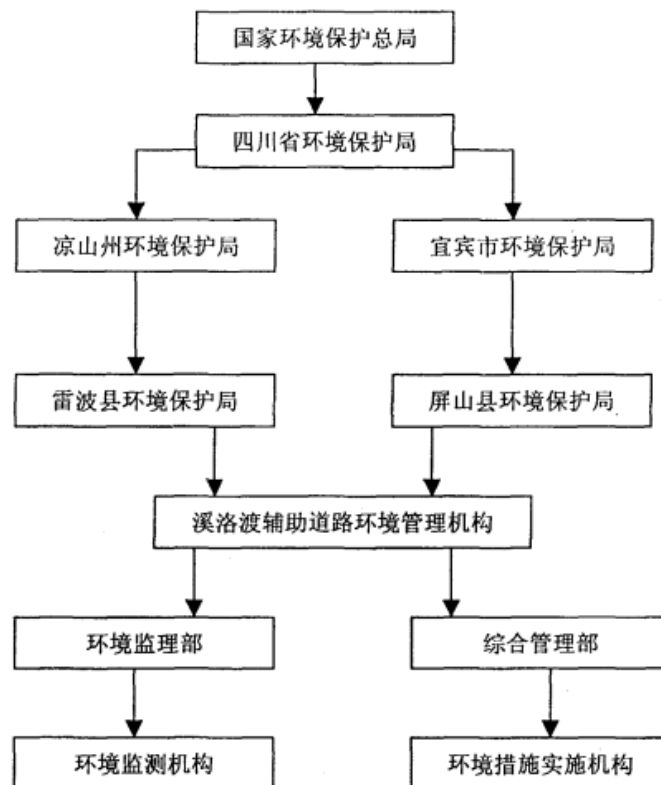 国家环境保护总局
四川省环境保护局
凉山州环境保护局
宜宾市环境保护局
雷波县环境保护局
屏山县环境保护局
溪洛渡辅助道路环境管理机构
环境监理部
综合管理部
环境监测机构
环境措施实施机构